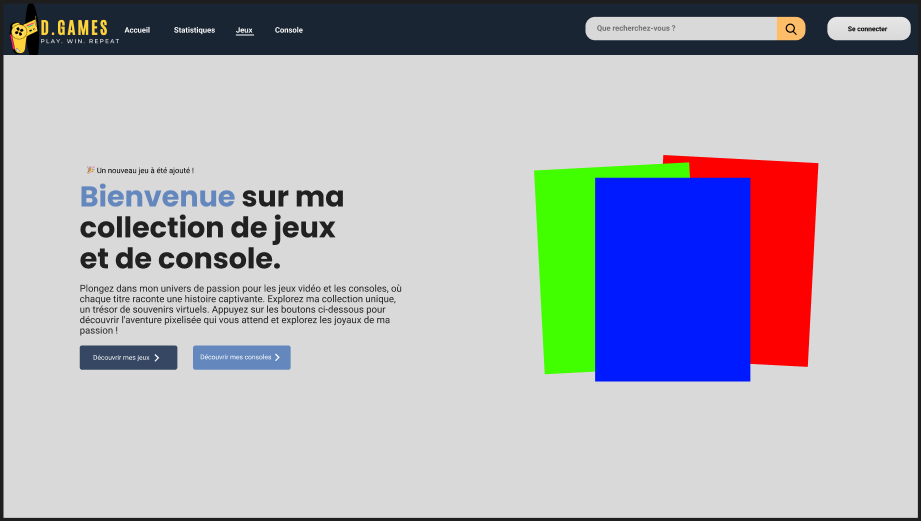 D.GAMES
PLAY. WIN. REPEAT
Accueil
Statistiques
Jeux
Console
Que recherchez-vous ?
Se connecter
🎉 Un nouveau jeu à été ajouté !
Bienvenue sur ma
collection de jeux
et de console.
Plongez dans mon univers de passion pour les jeux vidéo et les consoles, où
chaque titre raconte une histoire captivante. Explorez ma collection unique,
un trésor de souvenirs virtuels. Appuyez sur les boutons ci-dessous pour
découvrir l'aventure pixelisée qui vous attend et explorez les joyaux de ma
passion !
Découvrir mes jeux
Découvrir mes consoles